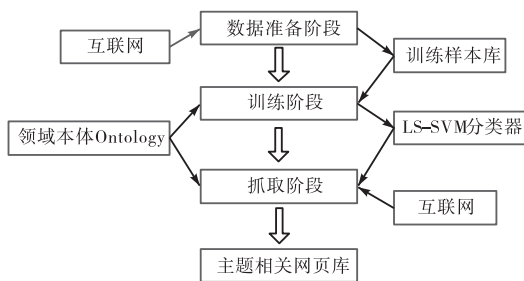 数据准备阶段
互联网
训练样本库
训练阶段
领域本体Ontology
LS-SVM分类器
抓取阶段
互联网
主题相关网页库